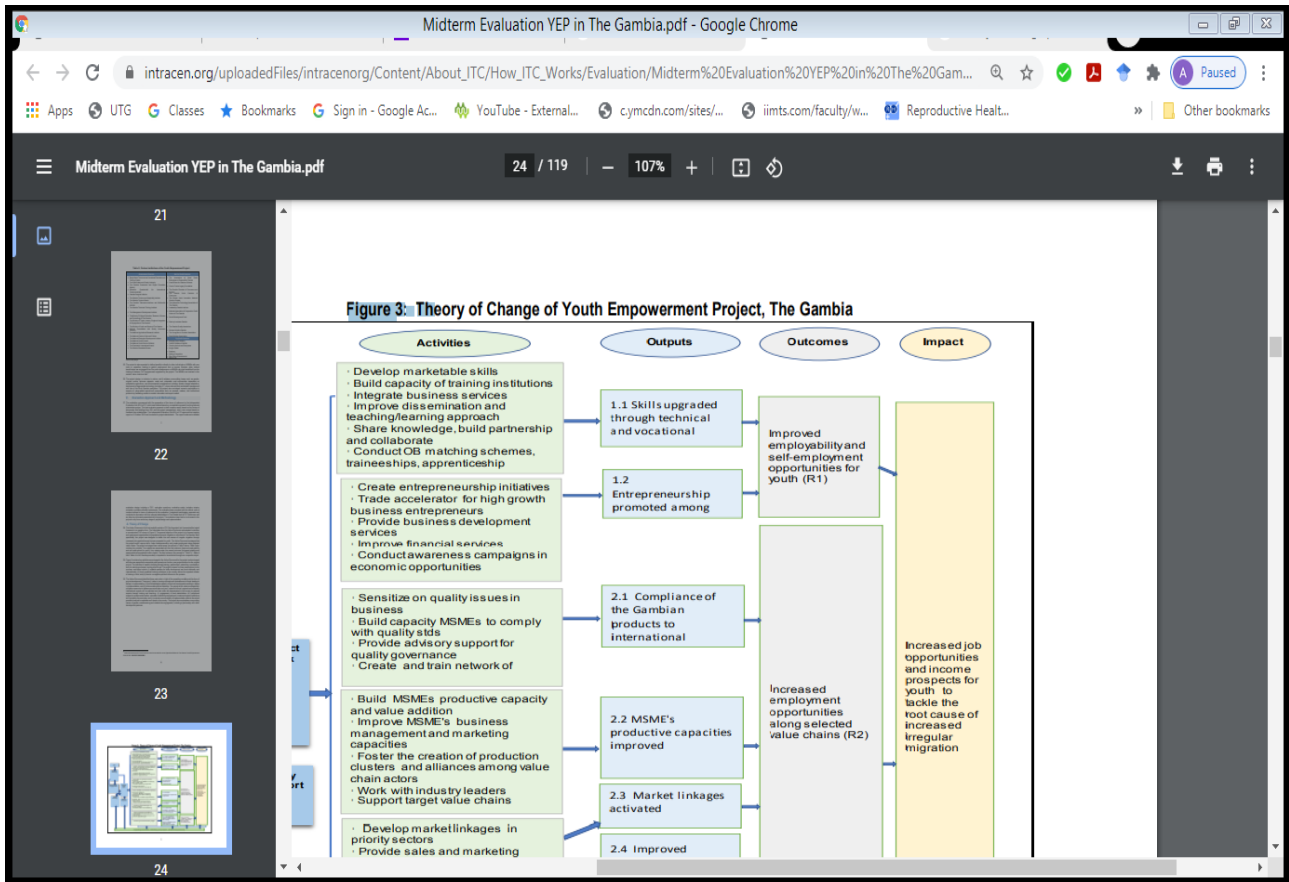 Midterm Evaluation YEP in The Gambia.pdf - Google Chrome
intracen.org/uploadedFiles/intracenorg/Content/About_ITC/How_ITC_Works/Evaluation/Midterm%20Evaluation%20YEP%20in%20The%20Gam...
A Paused
Apps UTG Classes Bookmarks Sign in - Google Ac... YouTube - External... c.ymcdn.com/sites/... iimts.com/faculty/w... Reproductive Healt... » Other bookmarks
Midterm Evaluation YEP in The Gambia.pdf 24 / 119 − 107% +
21
22
23
24
Figure 3: Theory of Change of Youth Empowerment Project, The Gambia
Activities
Outputs
Outcomes
Impact
· Develop marketable skills
· Build capacity of training institutions
· Integrate business services
· Improve dissemination and
teaching/learning approach
· Share knowledge, build partnership
and collaborate
· Conduct OB matching schemes,
traineeships, apprenticeship
· Create entrepreneurship initiatives
· Trade accelerator for high growth
business entrepreneurs
· Provide business development
services
· Improve financial services
· Conduct awareness campaigns in
economic opportunities
· Sensitize on quality issues in
business
· Build capacity MSMEs to comply
with quality stds
· Provide advisory support for
quality governance
· Create and train network of
· Build MSMEs productive capacity
and value addition
· Improve MSME's business
management and marketing
capacities
· Foster the creation of production
clusters and alliances among value
chain actors
· Work with industry leaders
· Support target value chains
· Develop market linkages in
priority sectors
· Provide sales and marketing
1.1 Skills upgraded
through technical
and vocational
1.2
Entrepreneurship
promoted among
2.1 Compliance of
the Gambian
products to
international
2.2 MSME's
productive capacities
improved
2.3 Market linkages
activated
2.4 Improved
Improved
employability and
self-employment
opportunities for
youth (R1)
Increased
employment
opportunities
along selected
value chains (R2)
Increased job
opportunities
and income
prospects for
youth to
tackle the
root cause of
increased
irregular
migration